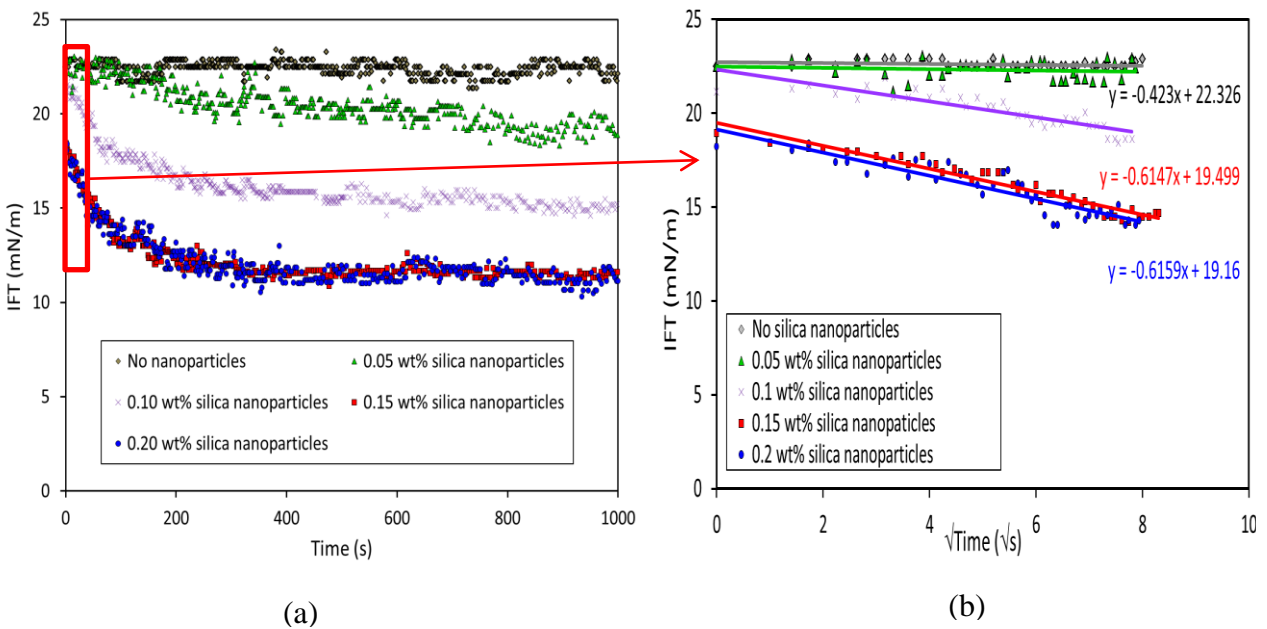 25
20
15
10
5
0
IFT (mN/m)
No nanoparticles
0.05 wt% silica nanoparticles
0.10 wt% silica nanoparticles
0.15 wt% silica nanoparticles
0.20 wt% silica nanoparticles
0 200 400 600 800 1000
Time (s)
(a)
25
20
15
10
5
0
IFT (mN/m)
y = -0.423x + 22.326
y = -0.6147x + 19.499
y = -0.6159x + 19.16
No silica nanoparticles
0.05 wt% silica nanoparticles
0.1 wt% silica nanoparticles
0.15 wt% silica nanopaticles
0.2 wt% silica nanoparticles
0 2 4 6 8 10
√Time (√s)
(b)